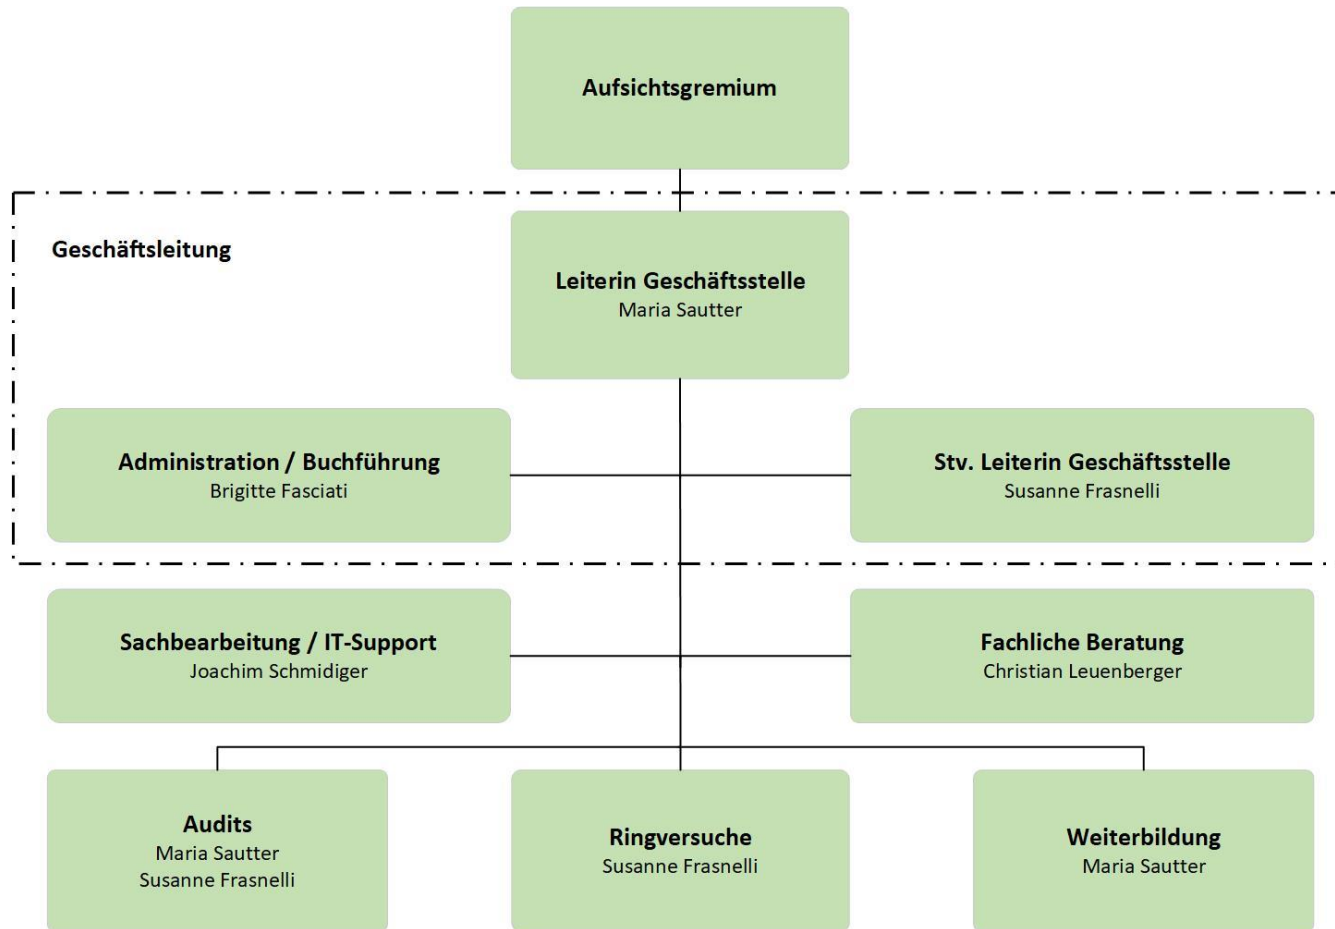 Aufsichtsgremium
Geschäftsleitung
Leiterin Geschäftsstelle
Maria Sautter
Administration / Buchführung
Brigitte Fasciati
Stv. Leiterin Geschäftsstelle
Susanne Frasnelli
Sachbearbeitung / IT-Support
Joachim Schmidiger
Fachliche Beratung
Christian Leuenberger
Audits
Maria Sautter
Susanne Frasnelli
Ringversuche
Susanne Frasnelli
Weiterbildung
Maria Sautter